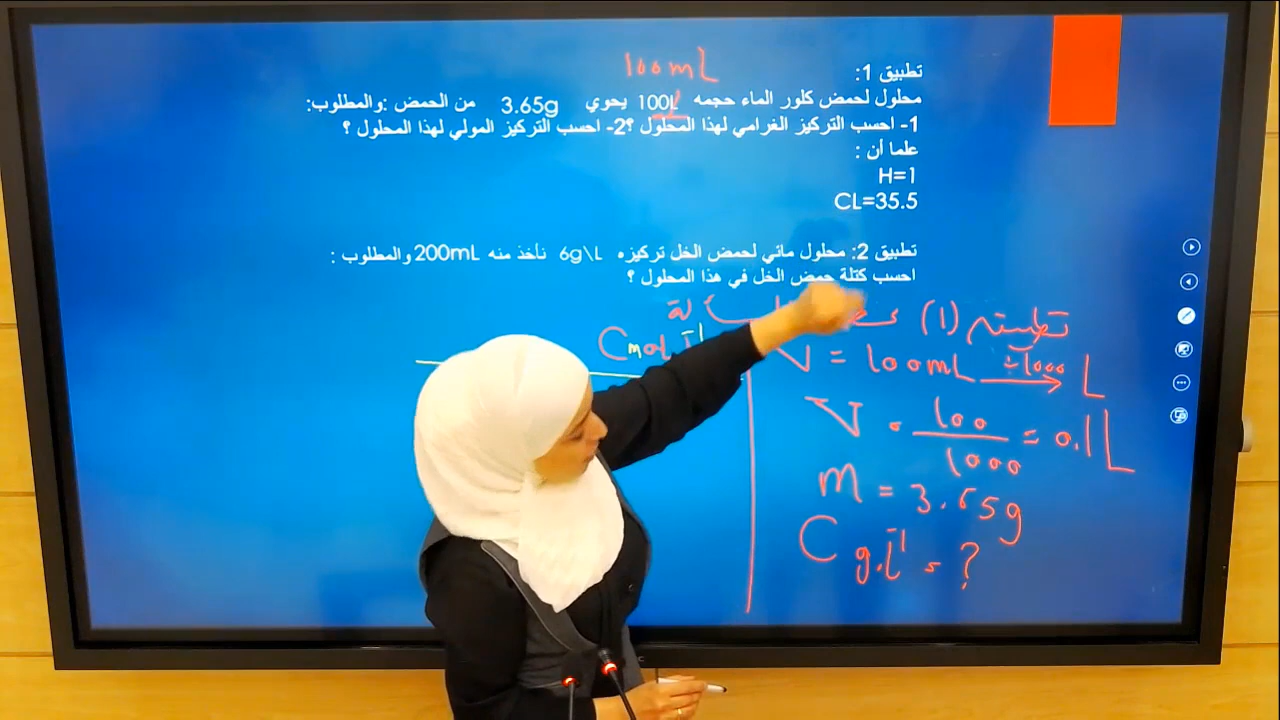 100mL
تطبيق 1:
محلول لحمض كلور الماء حجمه 100L يحوي 3.65g من الحمض :والمطلوب:
1- احسب التركيز الغرامي لهذا المحلول ؟2- احسب التركيز المولي لهذا المحلول ؟
علما أن :
H=1
CL=35.5
تطبيق 2: محلول مائي لحمض الخل تركيزه 6g\L نأخذ منه 200mL والمطلوب :
احسب كتلة حمض الخل في هذا المحلول ؟
(1)
V = 100mL ÷1000 L
V = 100/1000 = 0.1L
m = 3.65g
C g.L⁻¹ = ?
C mol.L⁻¹